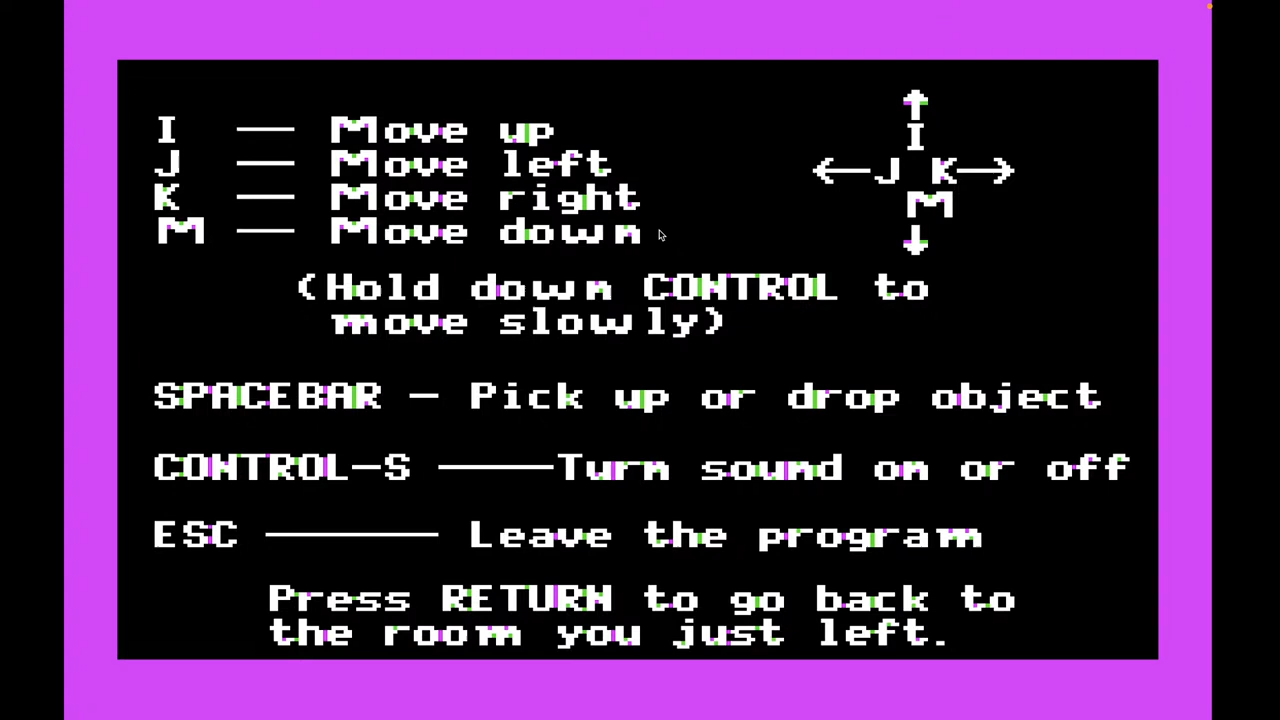 I — Move up
J — Move left
K — Move right
M — Move down
↑
I
←J K→
M
↓
(Hold down CONTROL to
move slowly)
SPACEBAR - Pick up or drop object
CONTROL-S ——Turn sound on or off
ESC ——— Leave the program
Press RETURN to go back to
the room you just left.